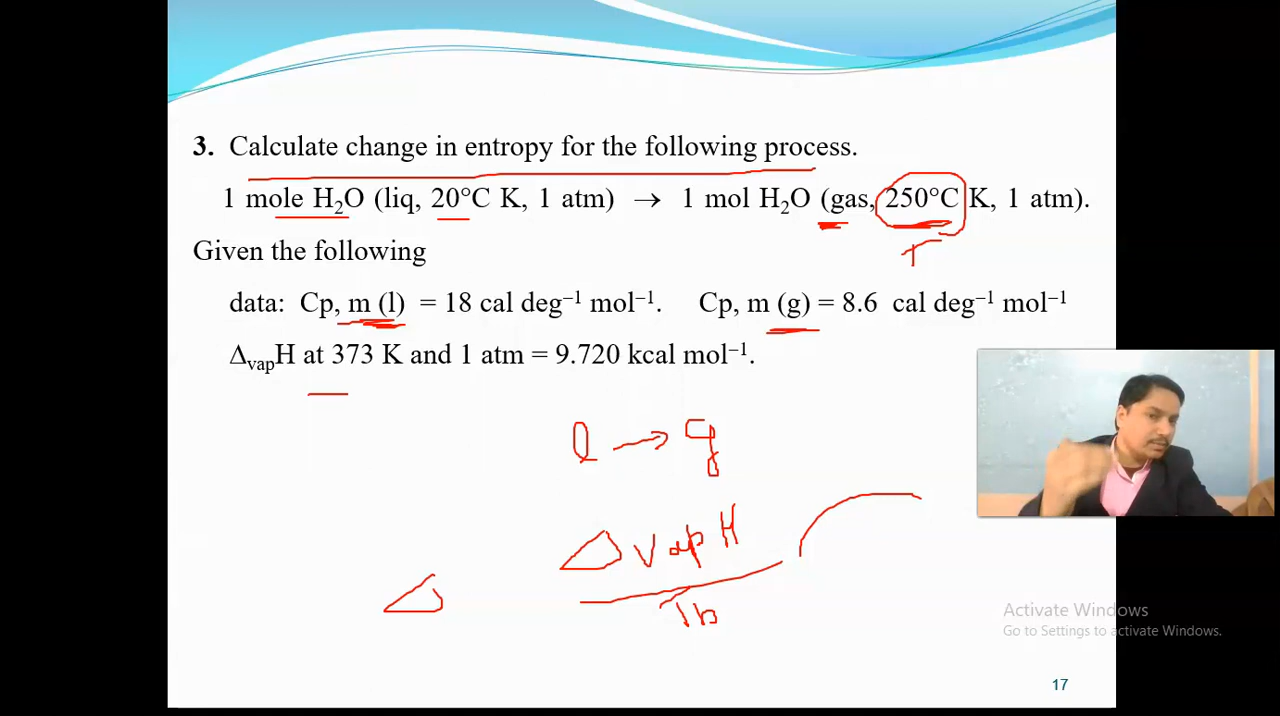 3. Calculate change in entropy for the following process.
1 mole H₂O (liq, 20°C K, 1 atm) → 1 mol H₂O (gas, 250°C K, 1 atm).
T
Given the following
data: Cp, m (l) = 18 cal deg⁻¹ mol⁻¹. Cp, m (g) = 8.6 cal deg⁻¹ mol⁻¹
ΔvapH at 373 K and 1 atm = 9.720 kcal mol⁻¹.
l → g
Δ vap H
Tb
Δ
Activate Windows
Go to Settings to activate Windows.
17